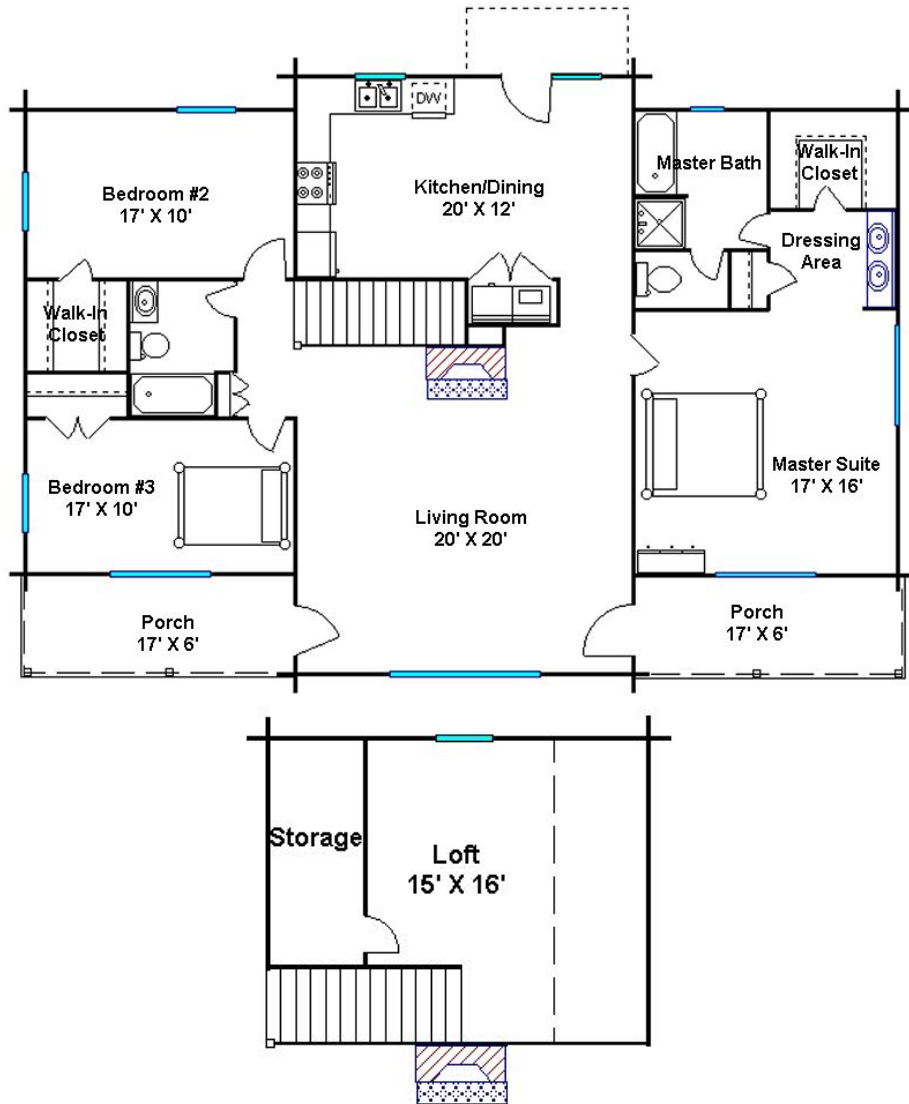 DW
Bedroom #2
17' X 10'
Kitchen/Dining
20' X 12'
Master Bath
Walk-In
Closet
Dressing
Area
Walk-In
Closet
Bedroom #3
17' X 10'
Living Room
20' X 20'
Master Suite
17' X 16'
Porch
17' X 6'
Porch
17' X 6'
Storage
Loft
15' X 16'